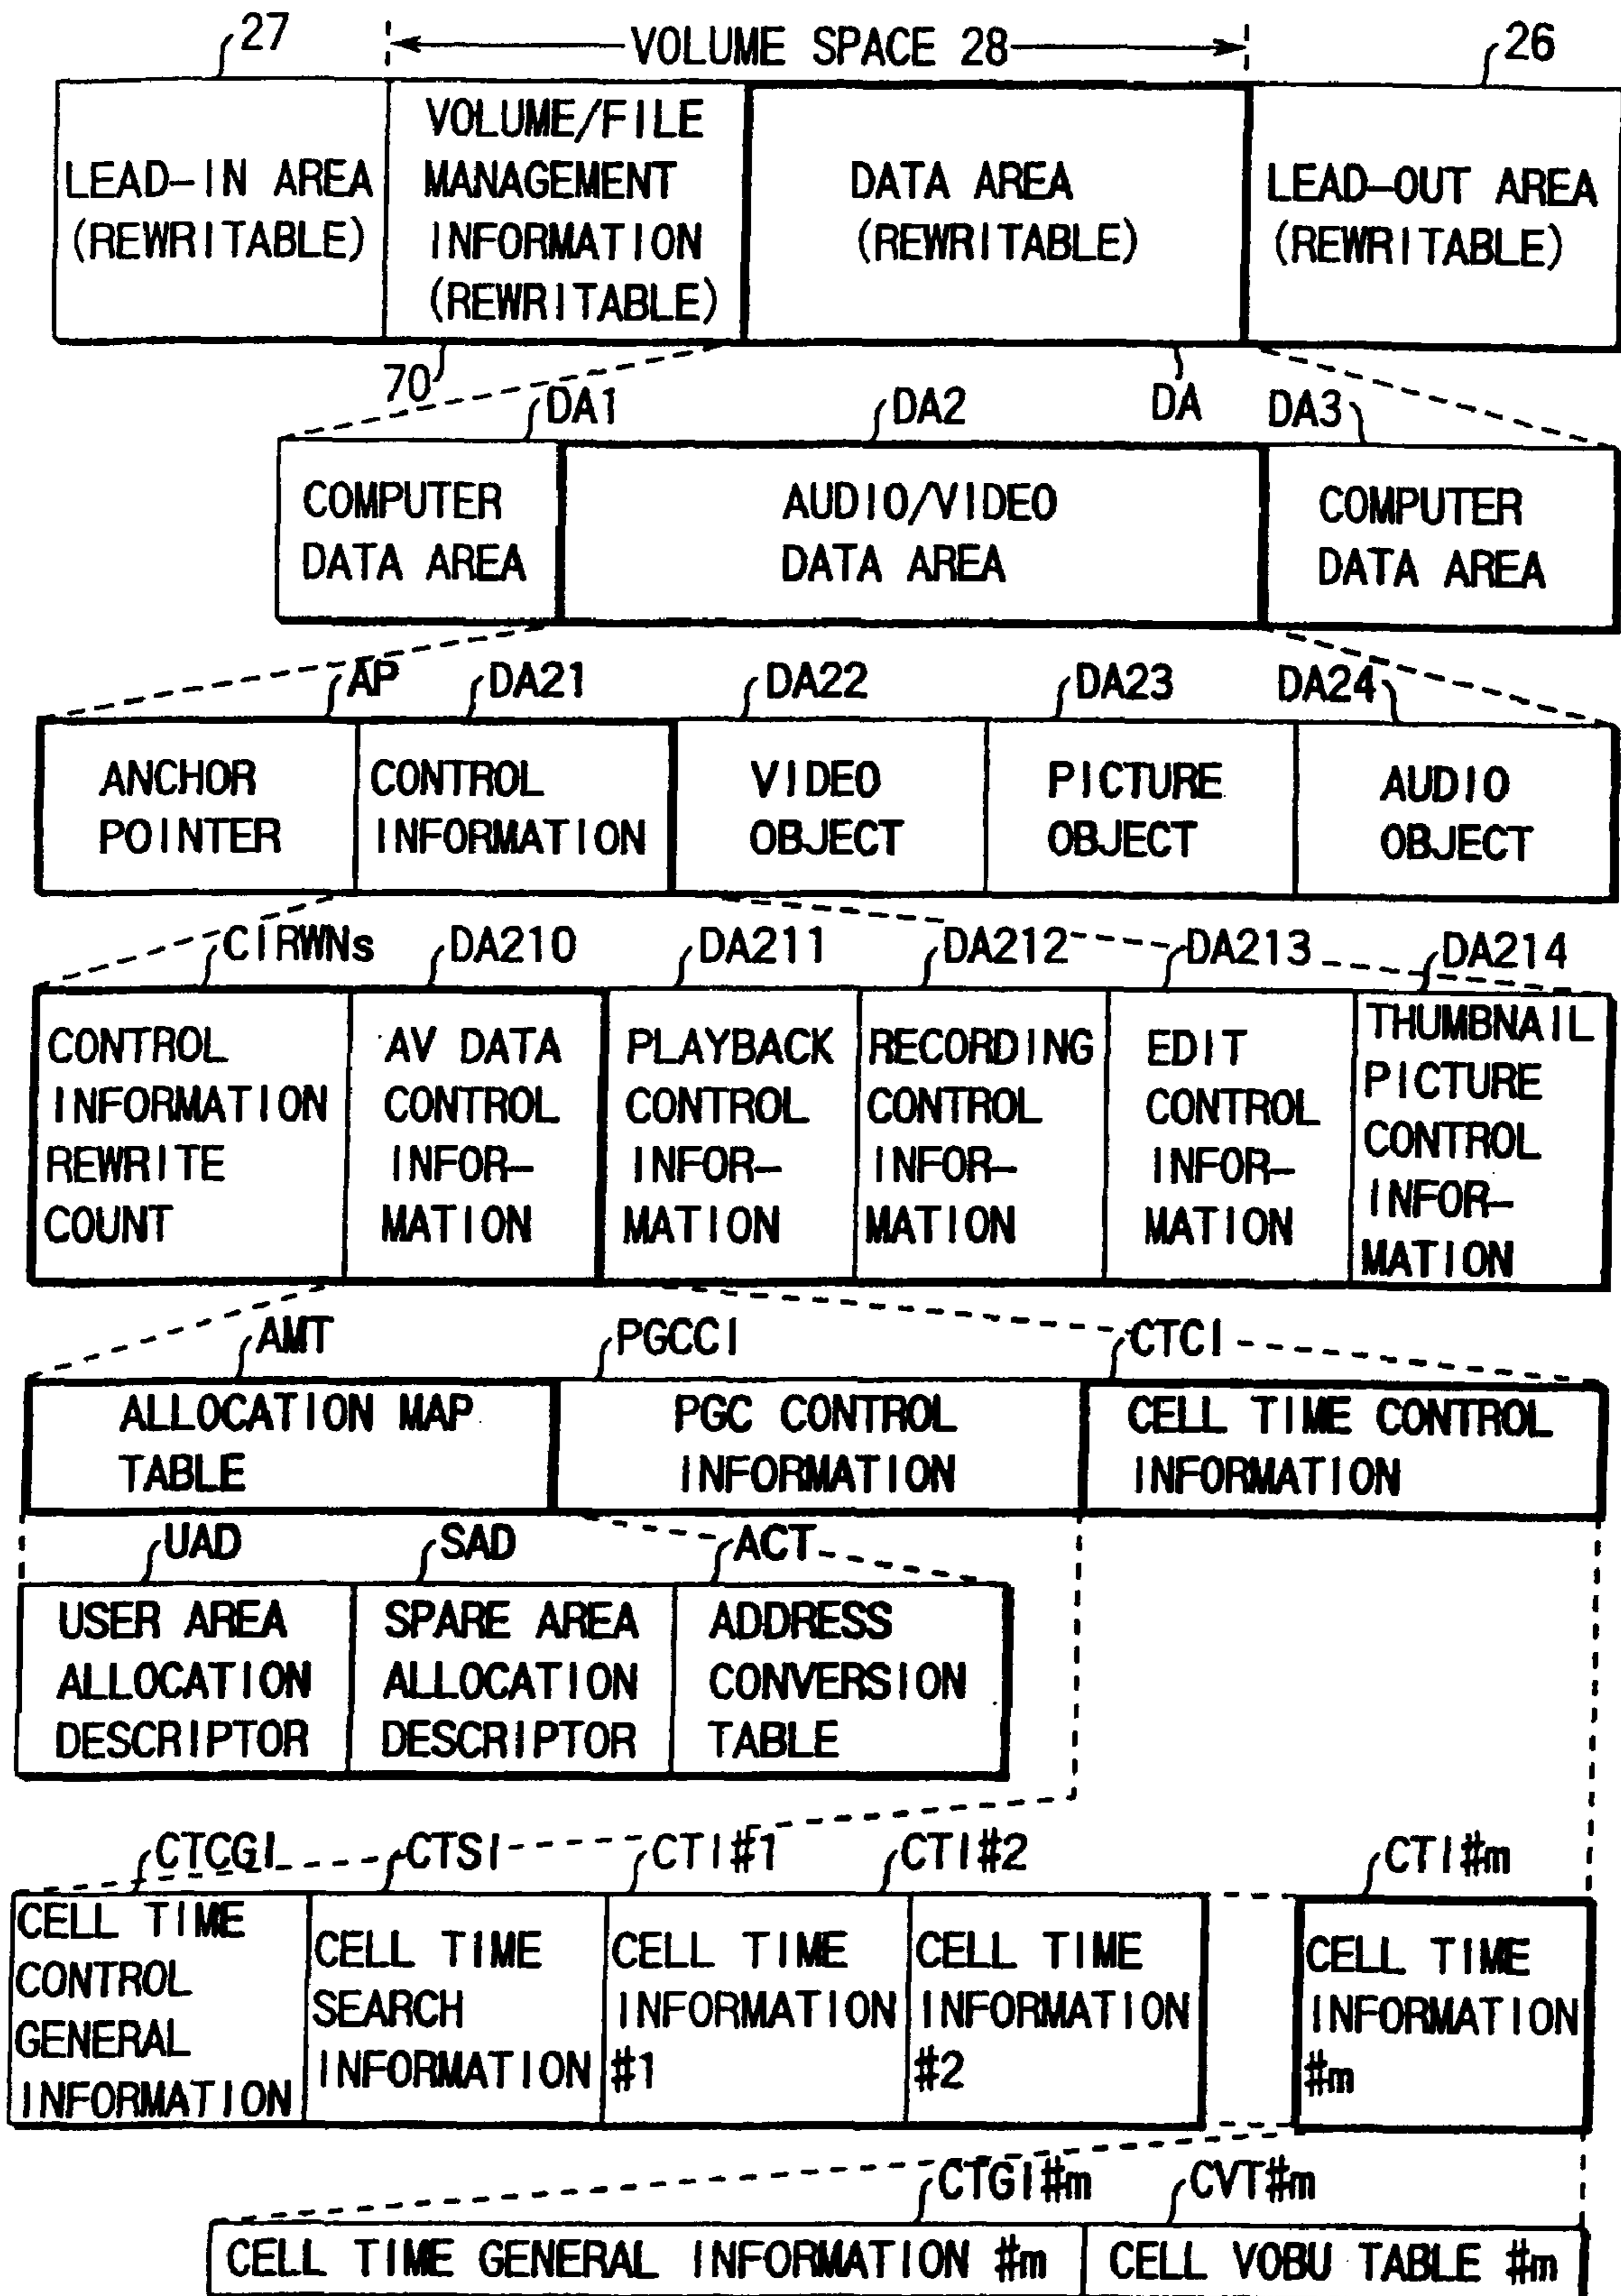 27
VOLUME SPACE 28
26
LEAD-IN AREA
(REWRITABLE)
VOLUME/FILE
MANAGEMENT
INFORMATION
(REWRITABLE)
DATA AREA
(REWRITABLE)
LEAD-OUT AREA
(REWRITABLE)
70
DA
DA1
DA2
DA3
COMPUTER
DATA AREA
AUDIO/VIDEO
DATA AREA
COMPUTER
DATA AREA
AP
DA21
DA22
DA23
DA24
ANCHOR
POINTER
CONTROL
INFORMATION
VIDEO
OBJECT
PICTURE
OBJECT
AUDIO
OBJECT
CIRWNs
DA210
DA211
DA212
DA213
DA214
CONTROL
INFORMATION
REWRITE
COUNT
AV DATA
CONTROL
INFOR-
MATION
PLAYBACK
CONTROL
INFOR-
MATION
RECORDING
CONTROL
INFOR-
MATION
EDIT
CONTROL
INFOR-
MATION
THUMBNAIL
PICTURE
CONTROL
INFOR-
MATION
AMT
PGCCI
CTCI
ALLOCATION MAP
TABLE
PGC CONTROL
INFORMATION
CELL TIME CONTROL
INFORMATION
UAD
SAD
ACT
USER AREA
ALLOCATION
DESCRIPTOR
SPARE AREA
ALLOCATION
DESCRIPTOR
ADDRESS
CONVERSION
TABLE
CTCGI
CTSI
CTI#1
CTI#2
CTI#m
CELL TIME
CONTROL
GENERAL
INFORMATION
CELL TIME
SEARCH
INFORMATION
CELL TIME
INFORMATION
#1
CELL TIME
INFORMATION
#2
CELL TIME
INFORMATION
#m
CTGI#m
CVT#m
CELL TIME GENERAL INFORMATION #m
CELL VOBU TABLE #m